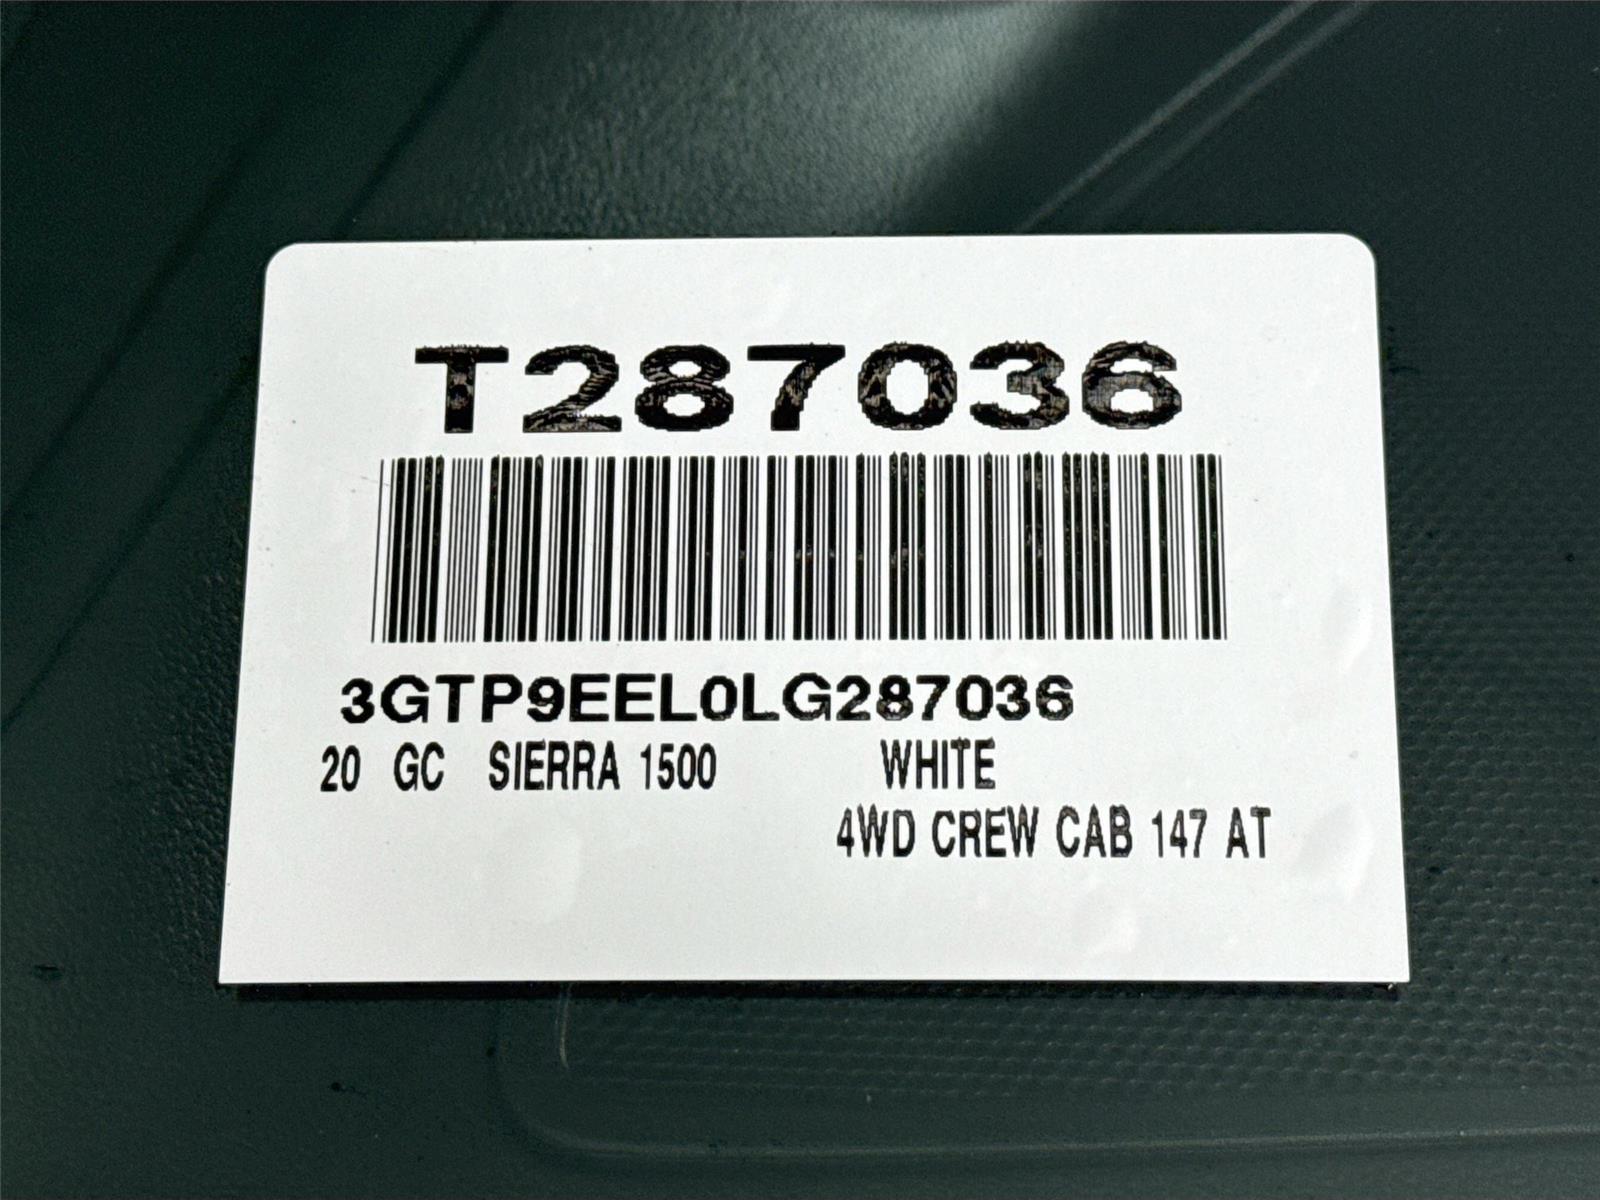 T287036
3GTP9EEL0LG287036
20 GC SIERRA 1500 WHITE
4WD CREW CAB 147 AT